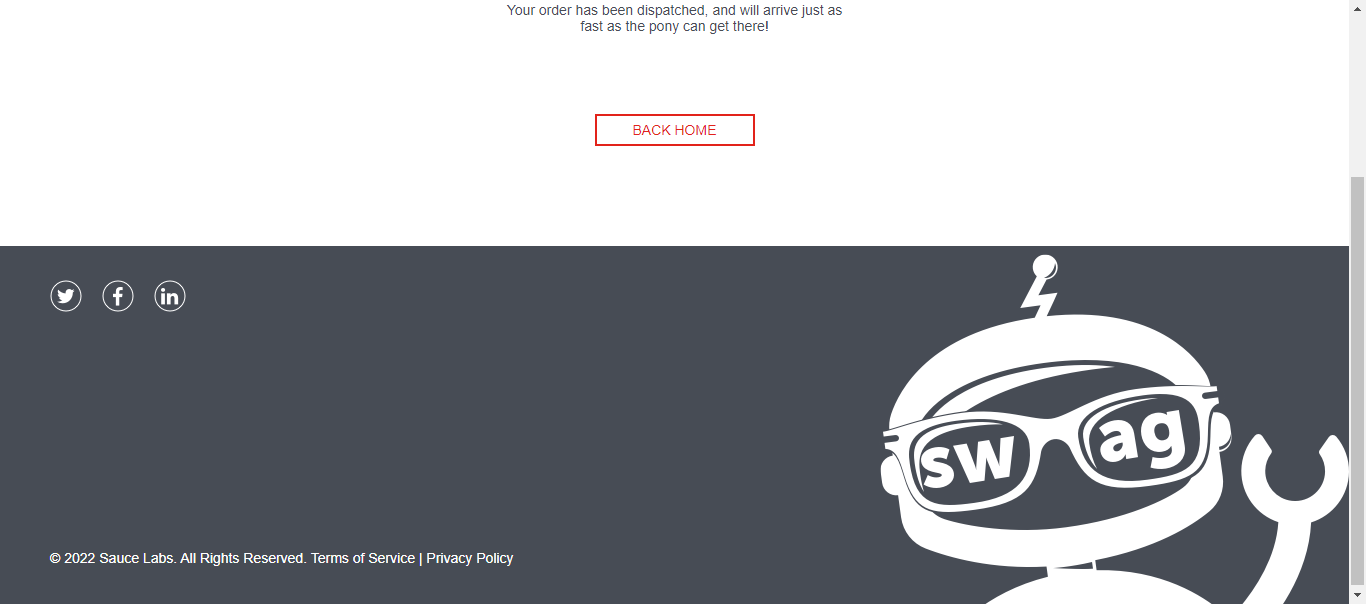 Your order has been dispatched, and will arrive just as
fast as the pony can get there!
BACK HOME
sw ag
© 2022 Sauce Labs. All Rights Reserved. Terms of Service | Privacy Policy